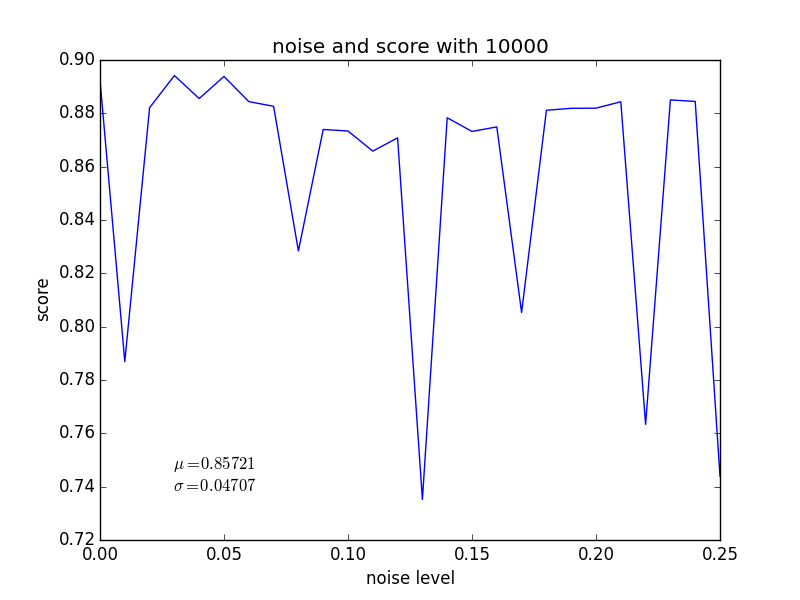 noise and score with 10000
0.90
0.88
0.86
0.84
0.82
0.80
0.78
0.76
0.74
0.72
score
μ=0.85721
σ=0.04707
0.00 0.05 0.10 0.15 0.20 0.25
noise level